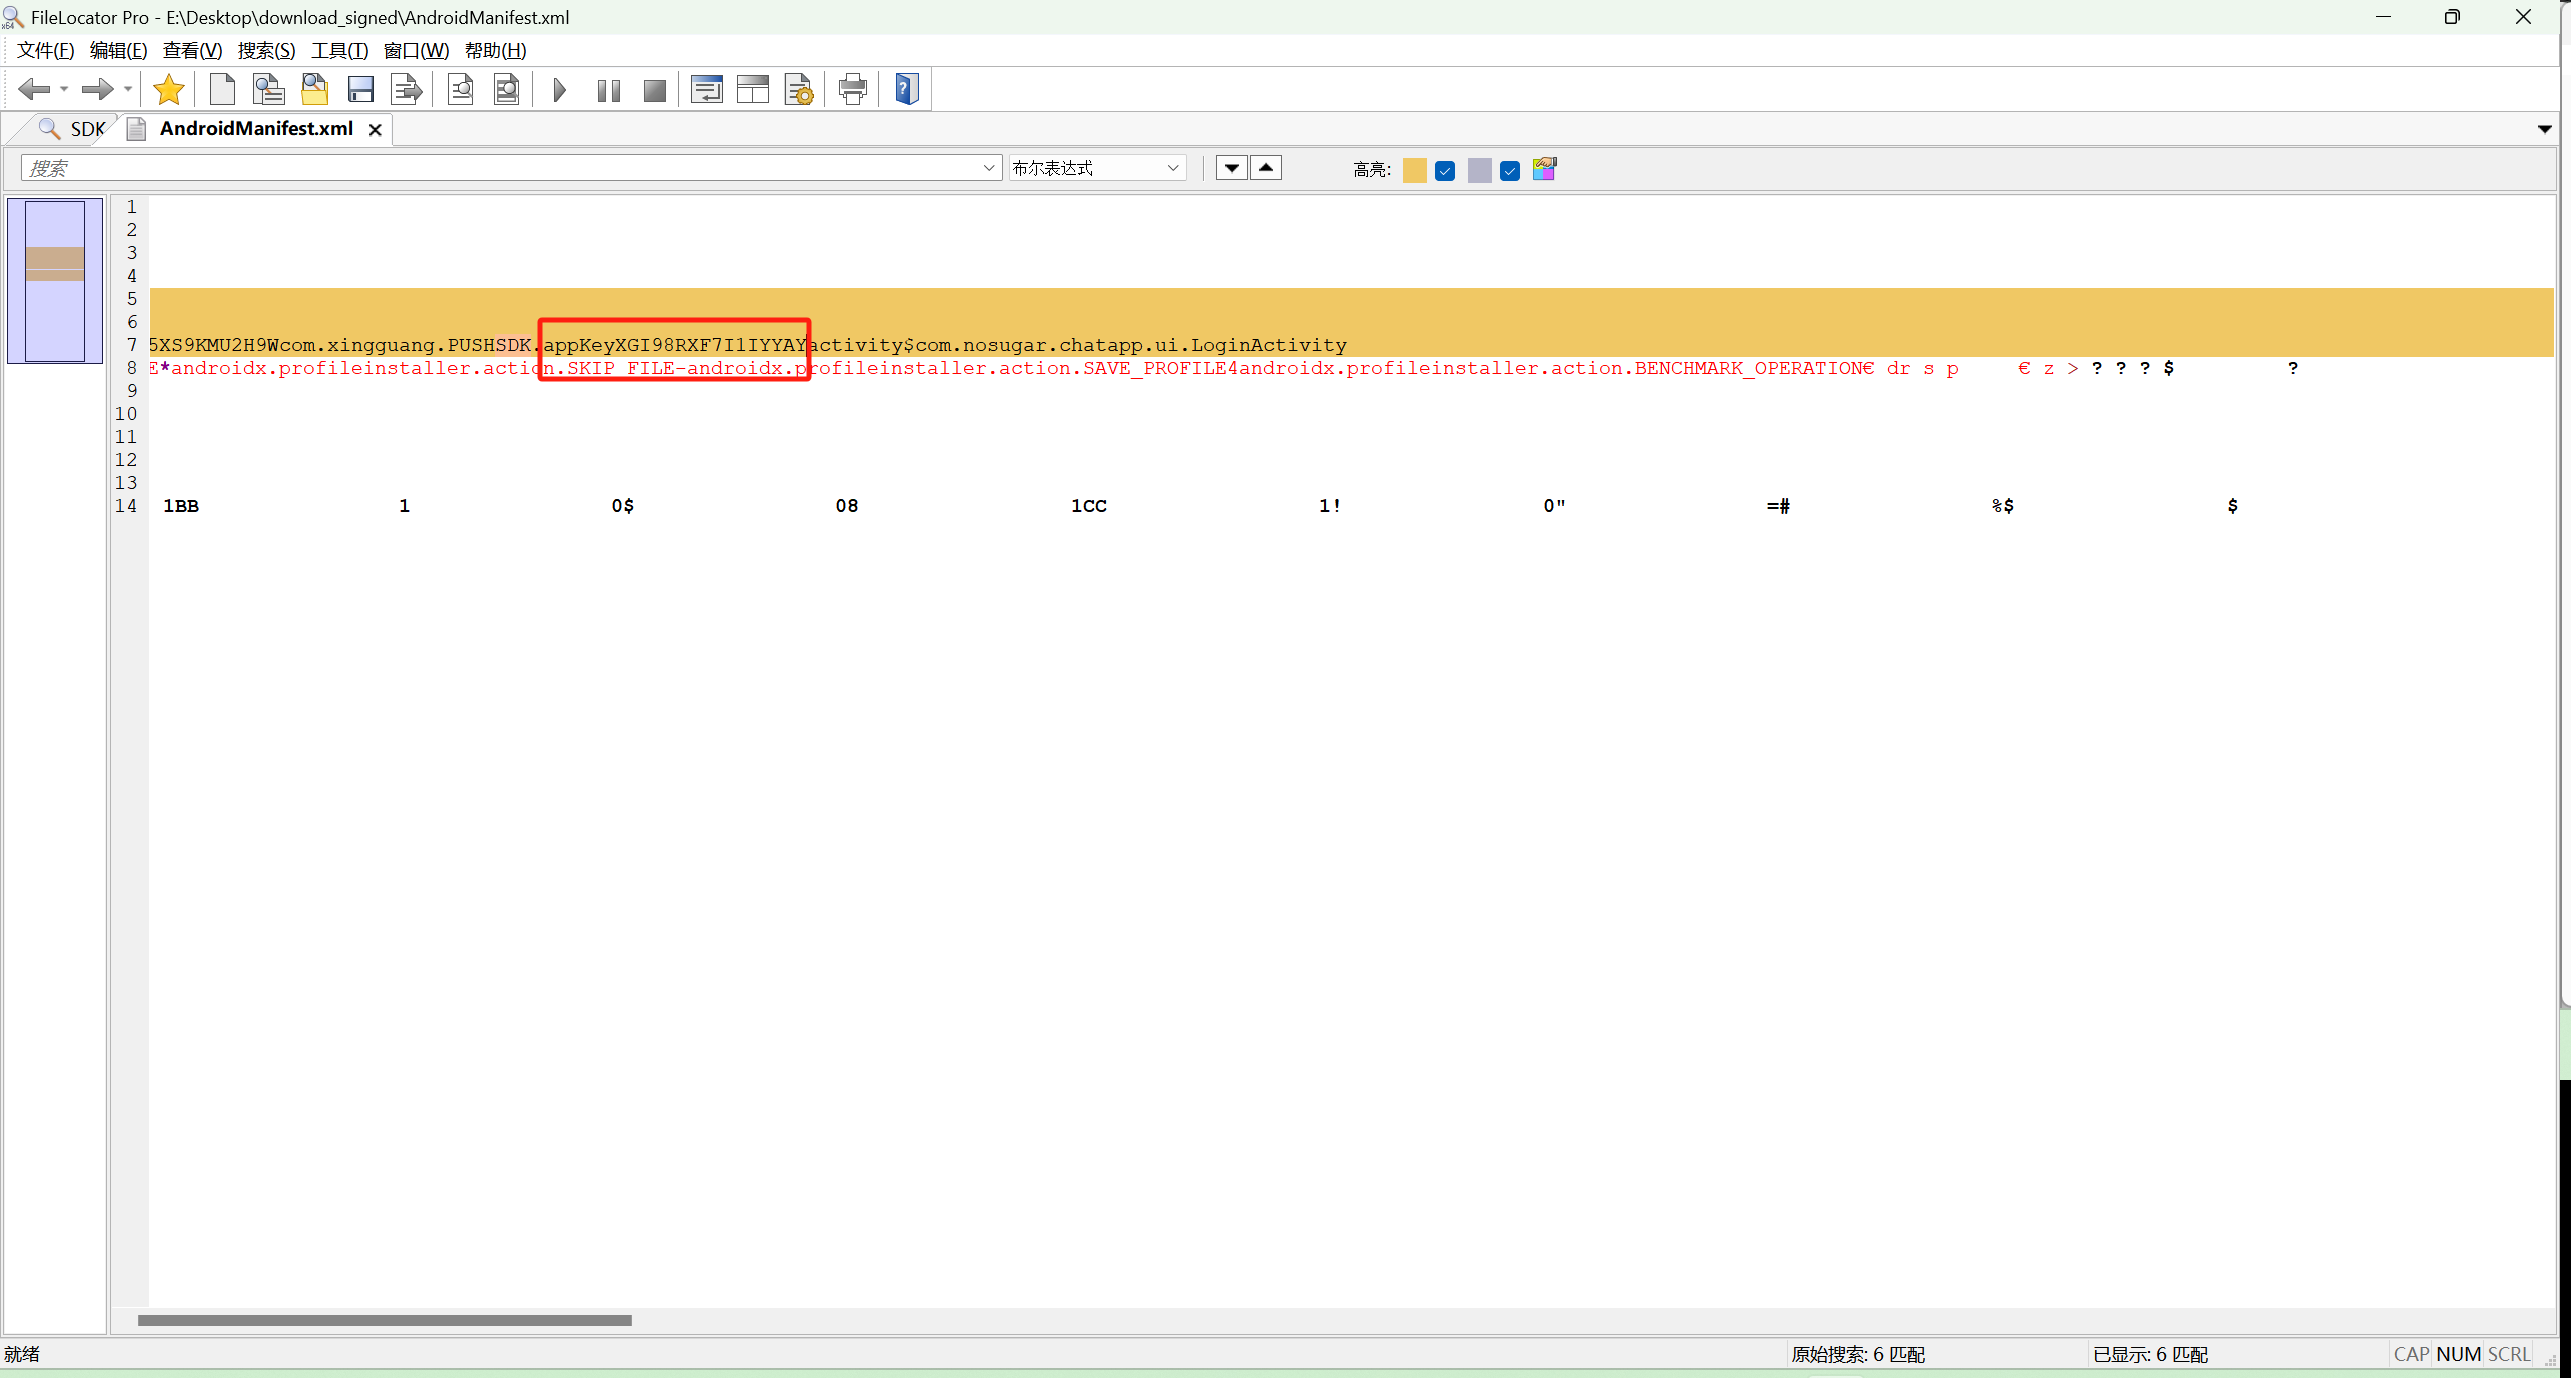 FileLocator Pro - E:\Desktop\download_signed\AndroidManifest.xml
文件(F) 编辑(E) 查看(V) 搜索(S) 工具(T) 窗口(W) 帮助(H)
SDK AndroidManifest.xml
搜索 布尔表达式 高亮:
1
2
3
4
5
6
7 5XS9KMU2H9Wcom.xingguang.PUSHSDK.appKeyXGI98RXF7I1IYYAYactivity$com.nosugar.chatapp.ui.LoginActivity
8 E*androidx.profileinstaller.action.SKIP_FILE-androidx.profileinstaller.action.SAVE_PROFILE4androidx.profileinstaller.action.BENCHMARK_OPERATION€ dr s p € z > ? ? ? $ ?
9
10
11
12
13
14 1BB 1 0$ 08 1CC 1! 0" =# %$ $
就绪 原始搜索: 6 匹配 已显示: 6 匹配 CAP NUM SCRL